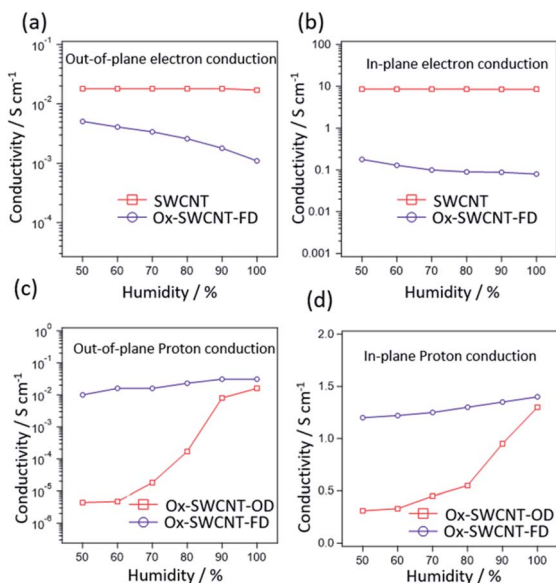 (a)
Out-of-plane electron conduction
10⁻¹
10⁻²
10⁻³
10⁻⁴
Conductivity / S cm⁻¹
SWCNT
Ox-SWCNT-FD
50 60 70 80 90 100
Humidity / %
(b)
In-plane electron conduction
100
10
1
0.1
0.01
0.001
Conductivity / S cm⁻¹
SWCNT
Ox-SWCNT-FD
50 60 70 80 90 100
Humidity / %
(c)
Out-of-plane Proton conduction
10⁰
10⁻¹
10⁻²
10⁻³
10⁻⁴
10⁻⁵
10⁻⁶
Conductivity / S cm⁻¹
Ox-SWCNT-OD
Ox-SWCNT-FD
50 60 70 80 90 100
Humidity / %
(d)
In-plane Proton conduction
2.0
1.5
1.0
0.5
0.0
Conductivity / S cm⁻¹
Ox-SWCNT-OD
Ox-SWCNT-FD
50 60 70 80 90 100
Humidity / %